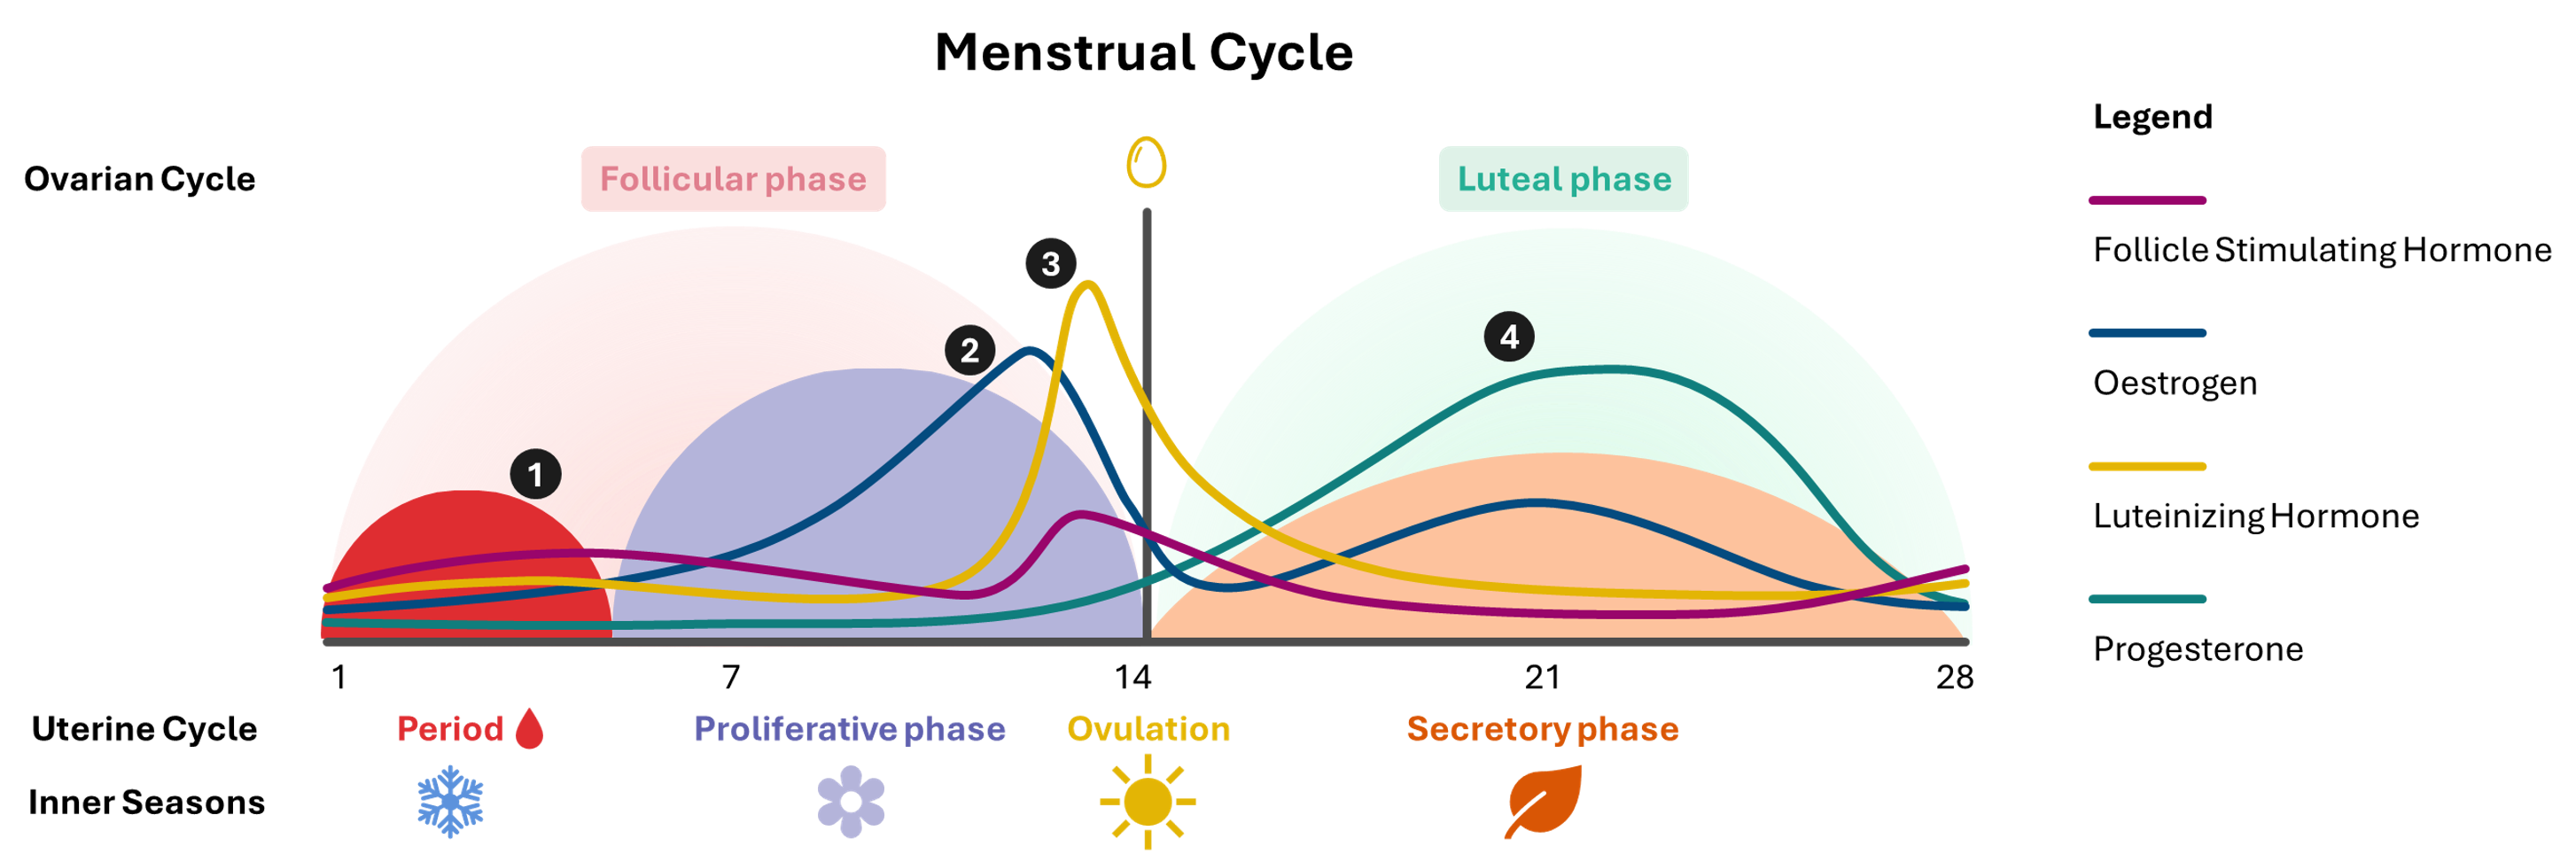 Menstrual Cycle
Ovarian Cycle
Follicular phase
Luteal phase
Legend
Follicle Stimulating Hormone
Oestrogen
Luteinizing Hormone
Progesterone
1
2
3
4
1 7 14 21 28
Uterine Cycle
Period
Proliferative phase
Ovulation
Secretory phase
Inner Seasons